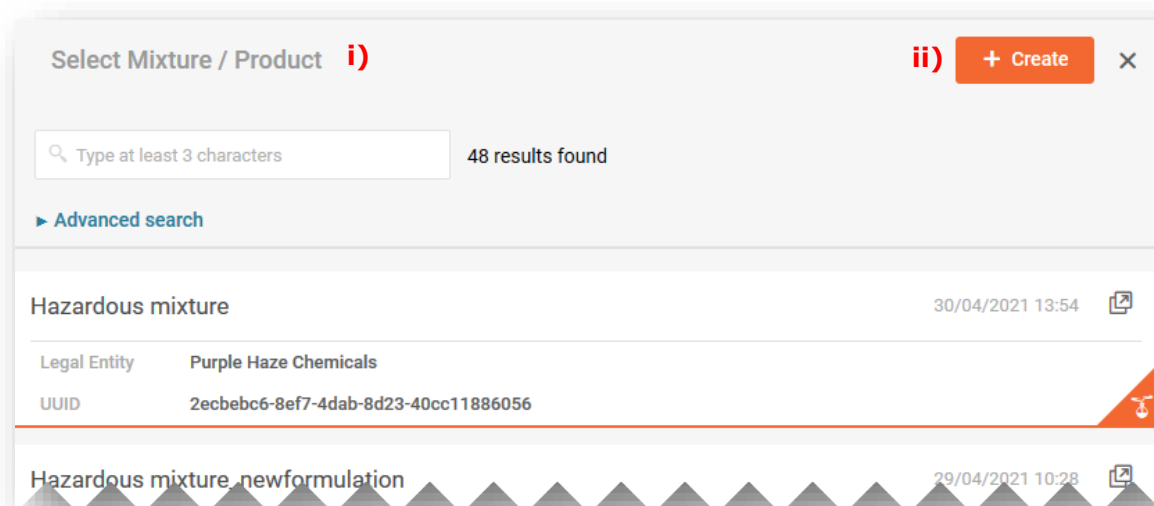 Select Mixture / Product i) ii) + Create ×
Type at least 3 characters 48 results found
► Advanced search
Hazardous mixture 30/04/2021 13:54
Legal Entity Purple Haze Chemicals
UUID 2ecbebc6-8ef7-4dab-8d23-40cc11886056
Hazardous mixture_newformulation 29/04/2021 10:28